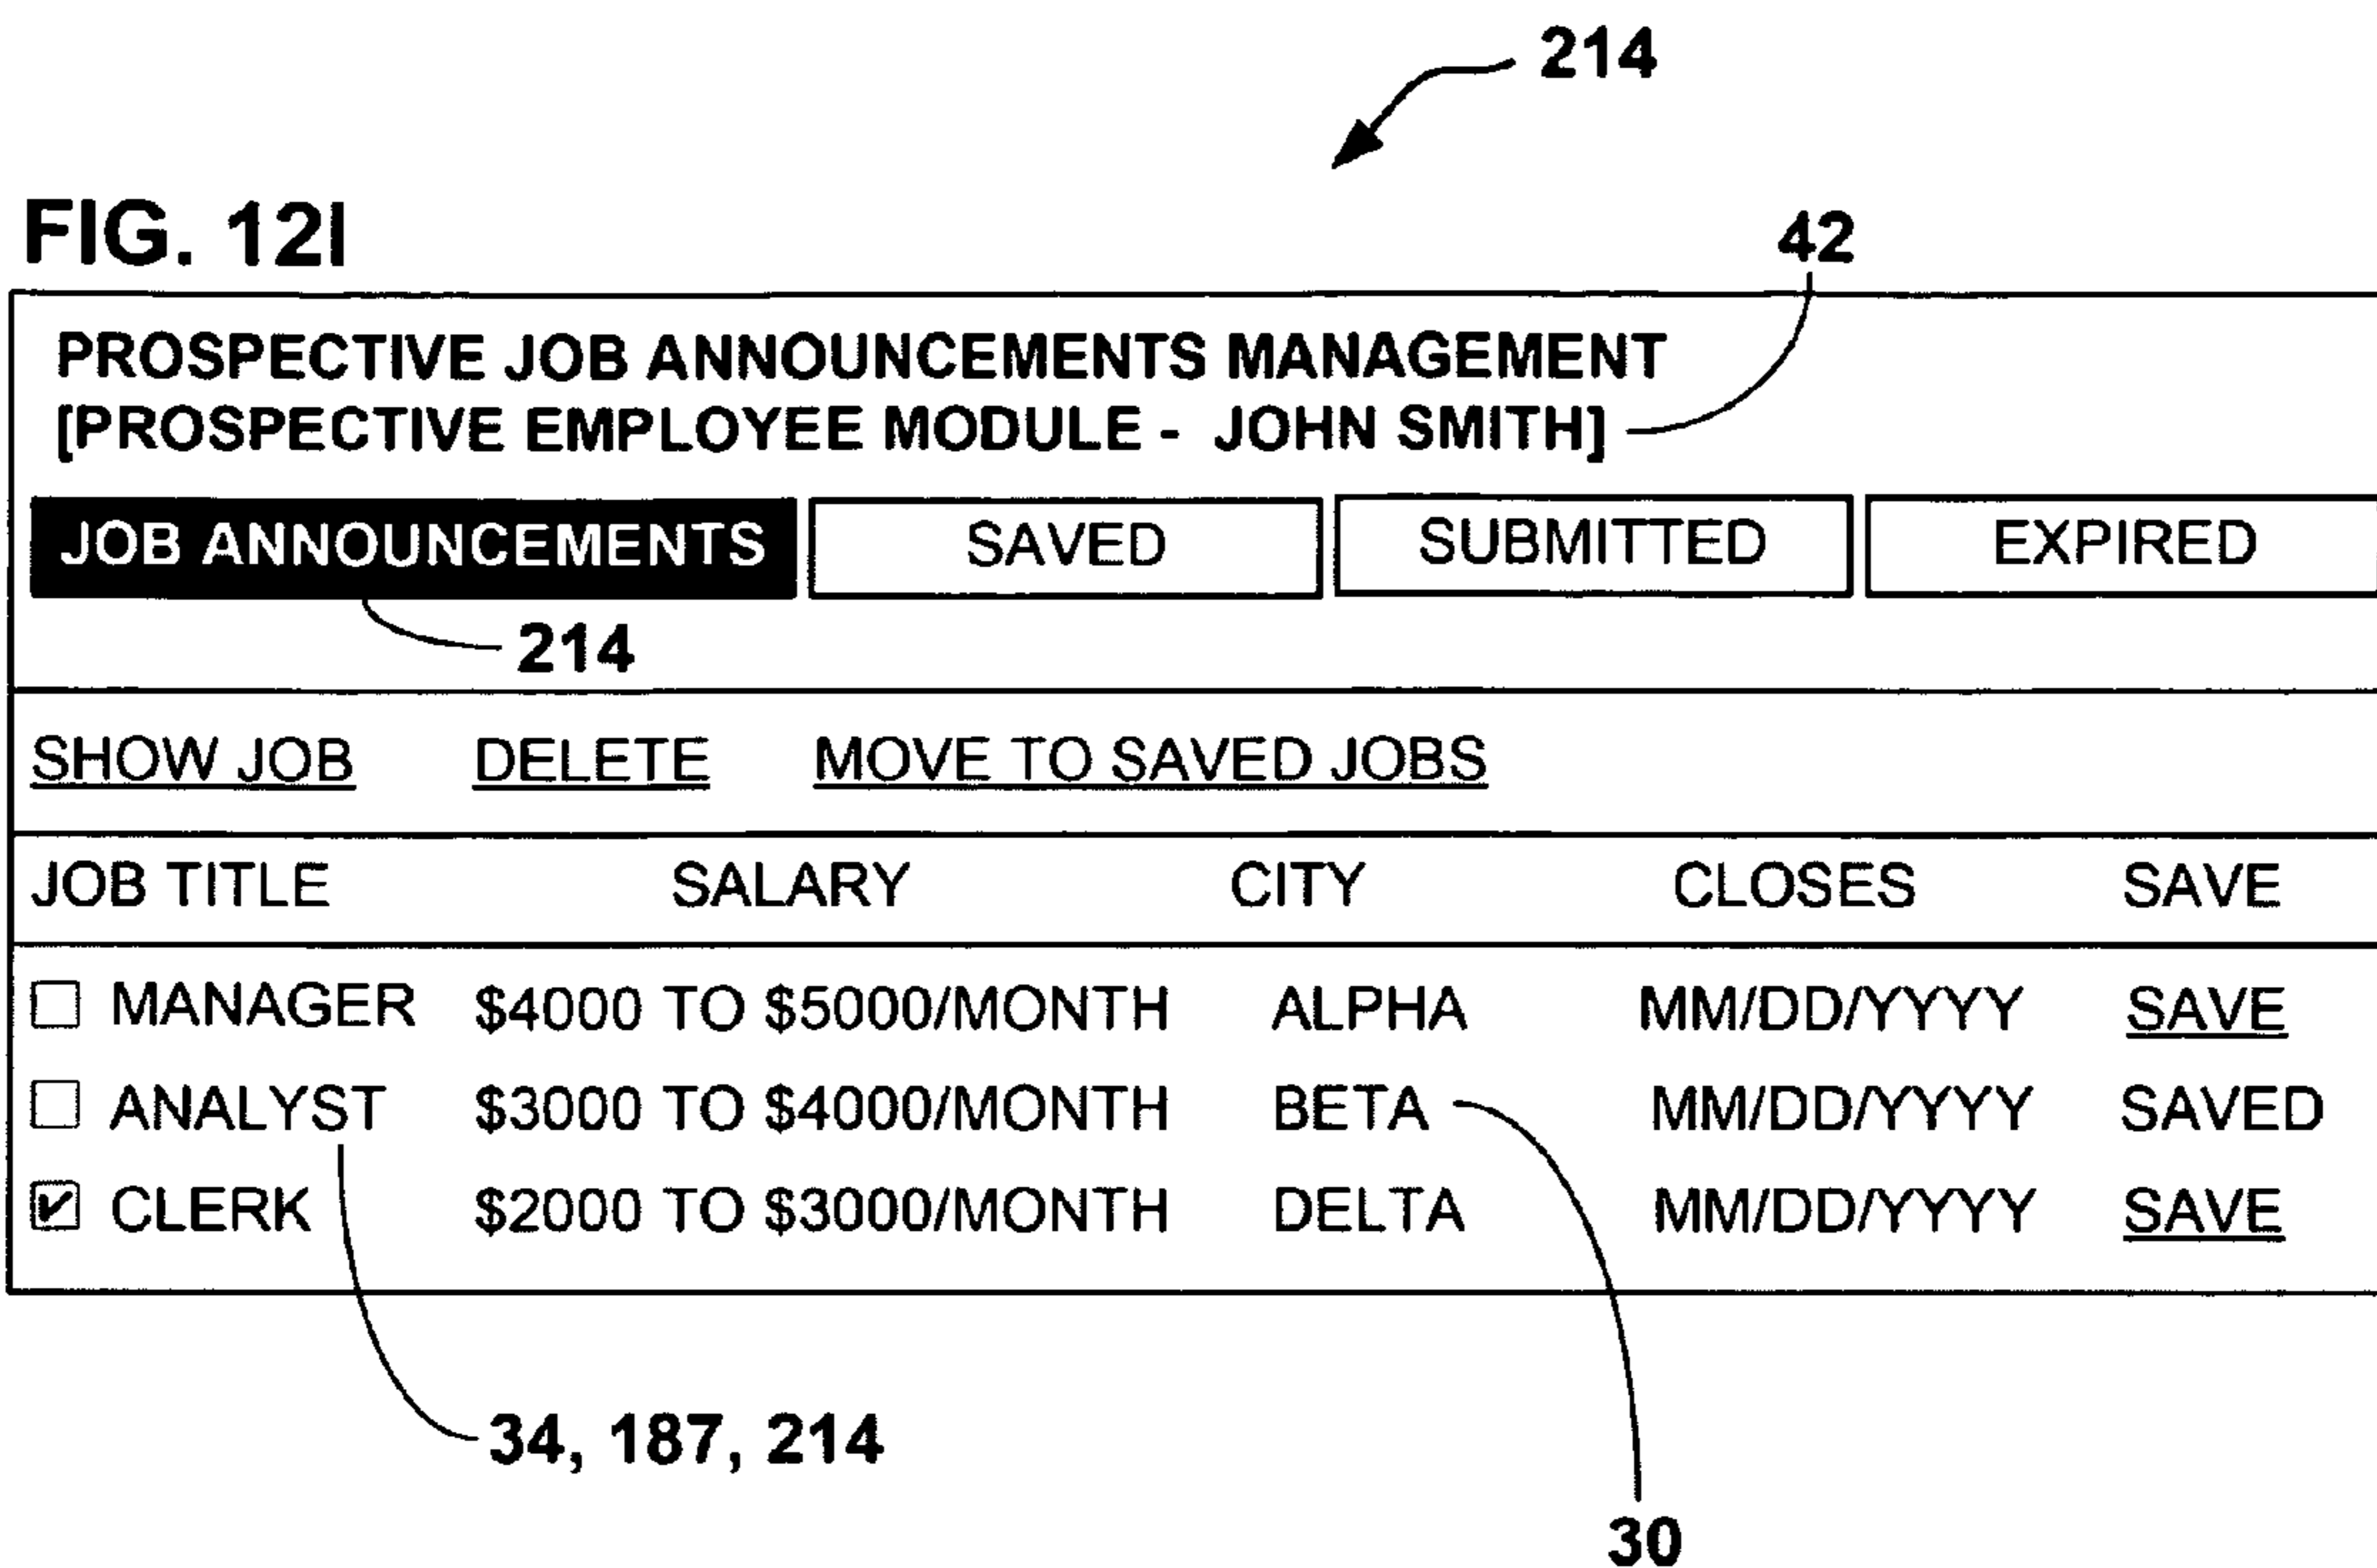 214
FIG. 12I
42
PROSPECTIVE JOB ANNOUNCEMENTS MANAGEMENT
[PROSPECTIVE EMPLOYEE MODULE - JOHN SMITH]
JOB ANNOUNCEMENTS SAVED SUBMITTED EXPIRED
214
SHOW JOB DELETE MOVE TO SAVED JOBS
JOB TITLE SALARY CITY CLOSES SAVE
MANAGER $4000 TO $5000/MONTH ALPHA MM/DD/YYYY SAVE
ANALYST $3000 TO $4000/MONTH BETA MM/DD/YYYY SAVED
CLERK $2000 TO $3000/MONTH DELTA MM/DD/YYYY SAVE
34, 187, 214
30